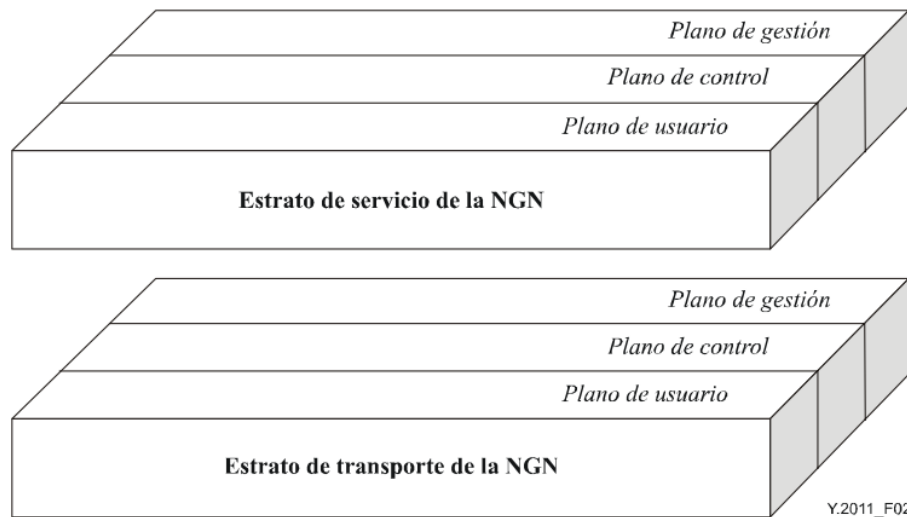 Plano de gestión
Plano de control
Plano de usuario
Estrato de servicio de la NGN
Plano de gestión
Plano de control
Plano de usuario
Estrato de transporte de la NGN
Y.2011_F02